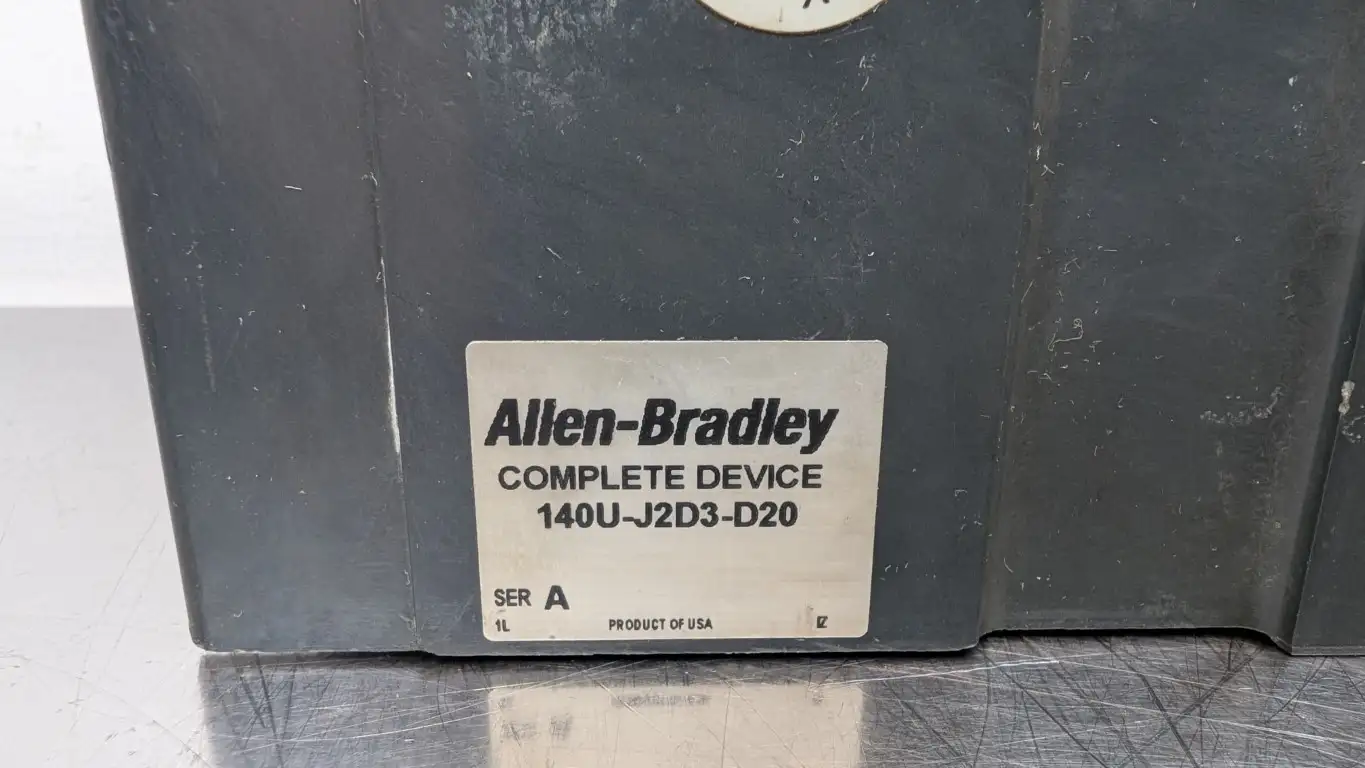 Allen-Bradley
COMPLETE DEVICE
140U-J2D3-D20
SER A
1L
PRODUCT OF USA